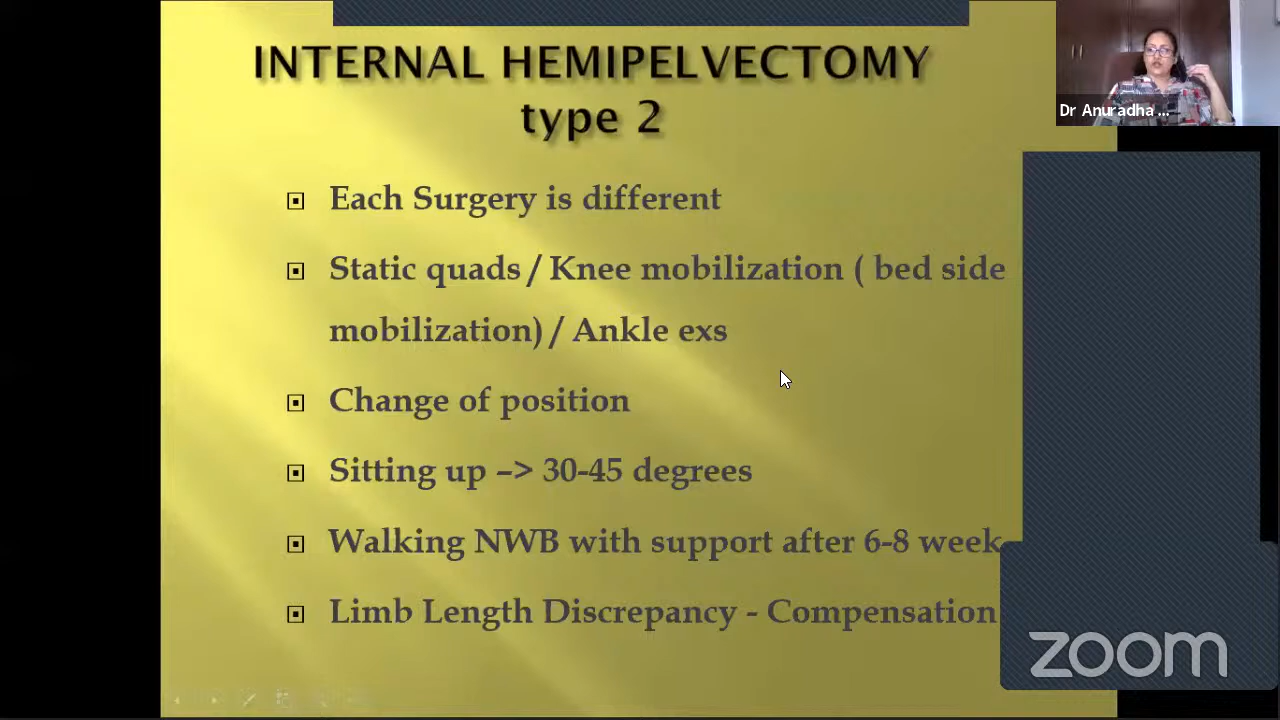 INTERNAL HEMIPELVECTOMY
type 2
Dr Anuradha ...
Each Surgery is different
Static quads / Knee mobilization ( bed side
mobilization) / Ankle exs
Change of position
Sitting up –> 30-45 degrees
Walking NWB with support after 6-8 week
Limb Length Discrepancy - Compensation
zoom